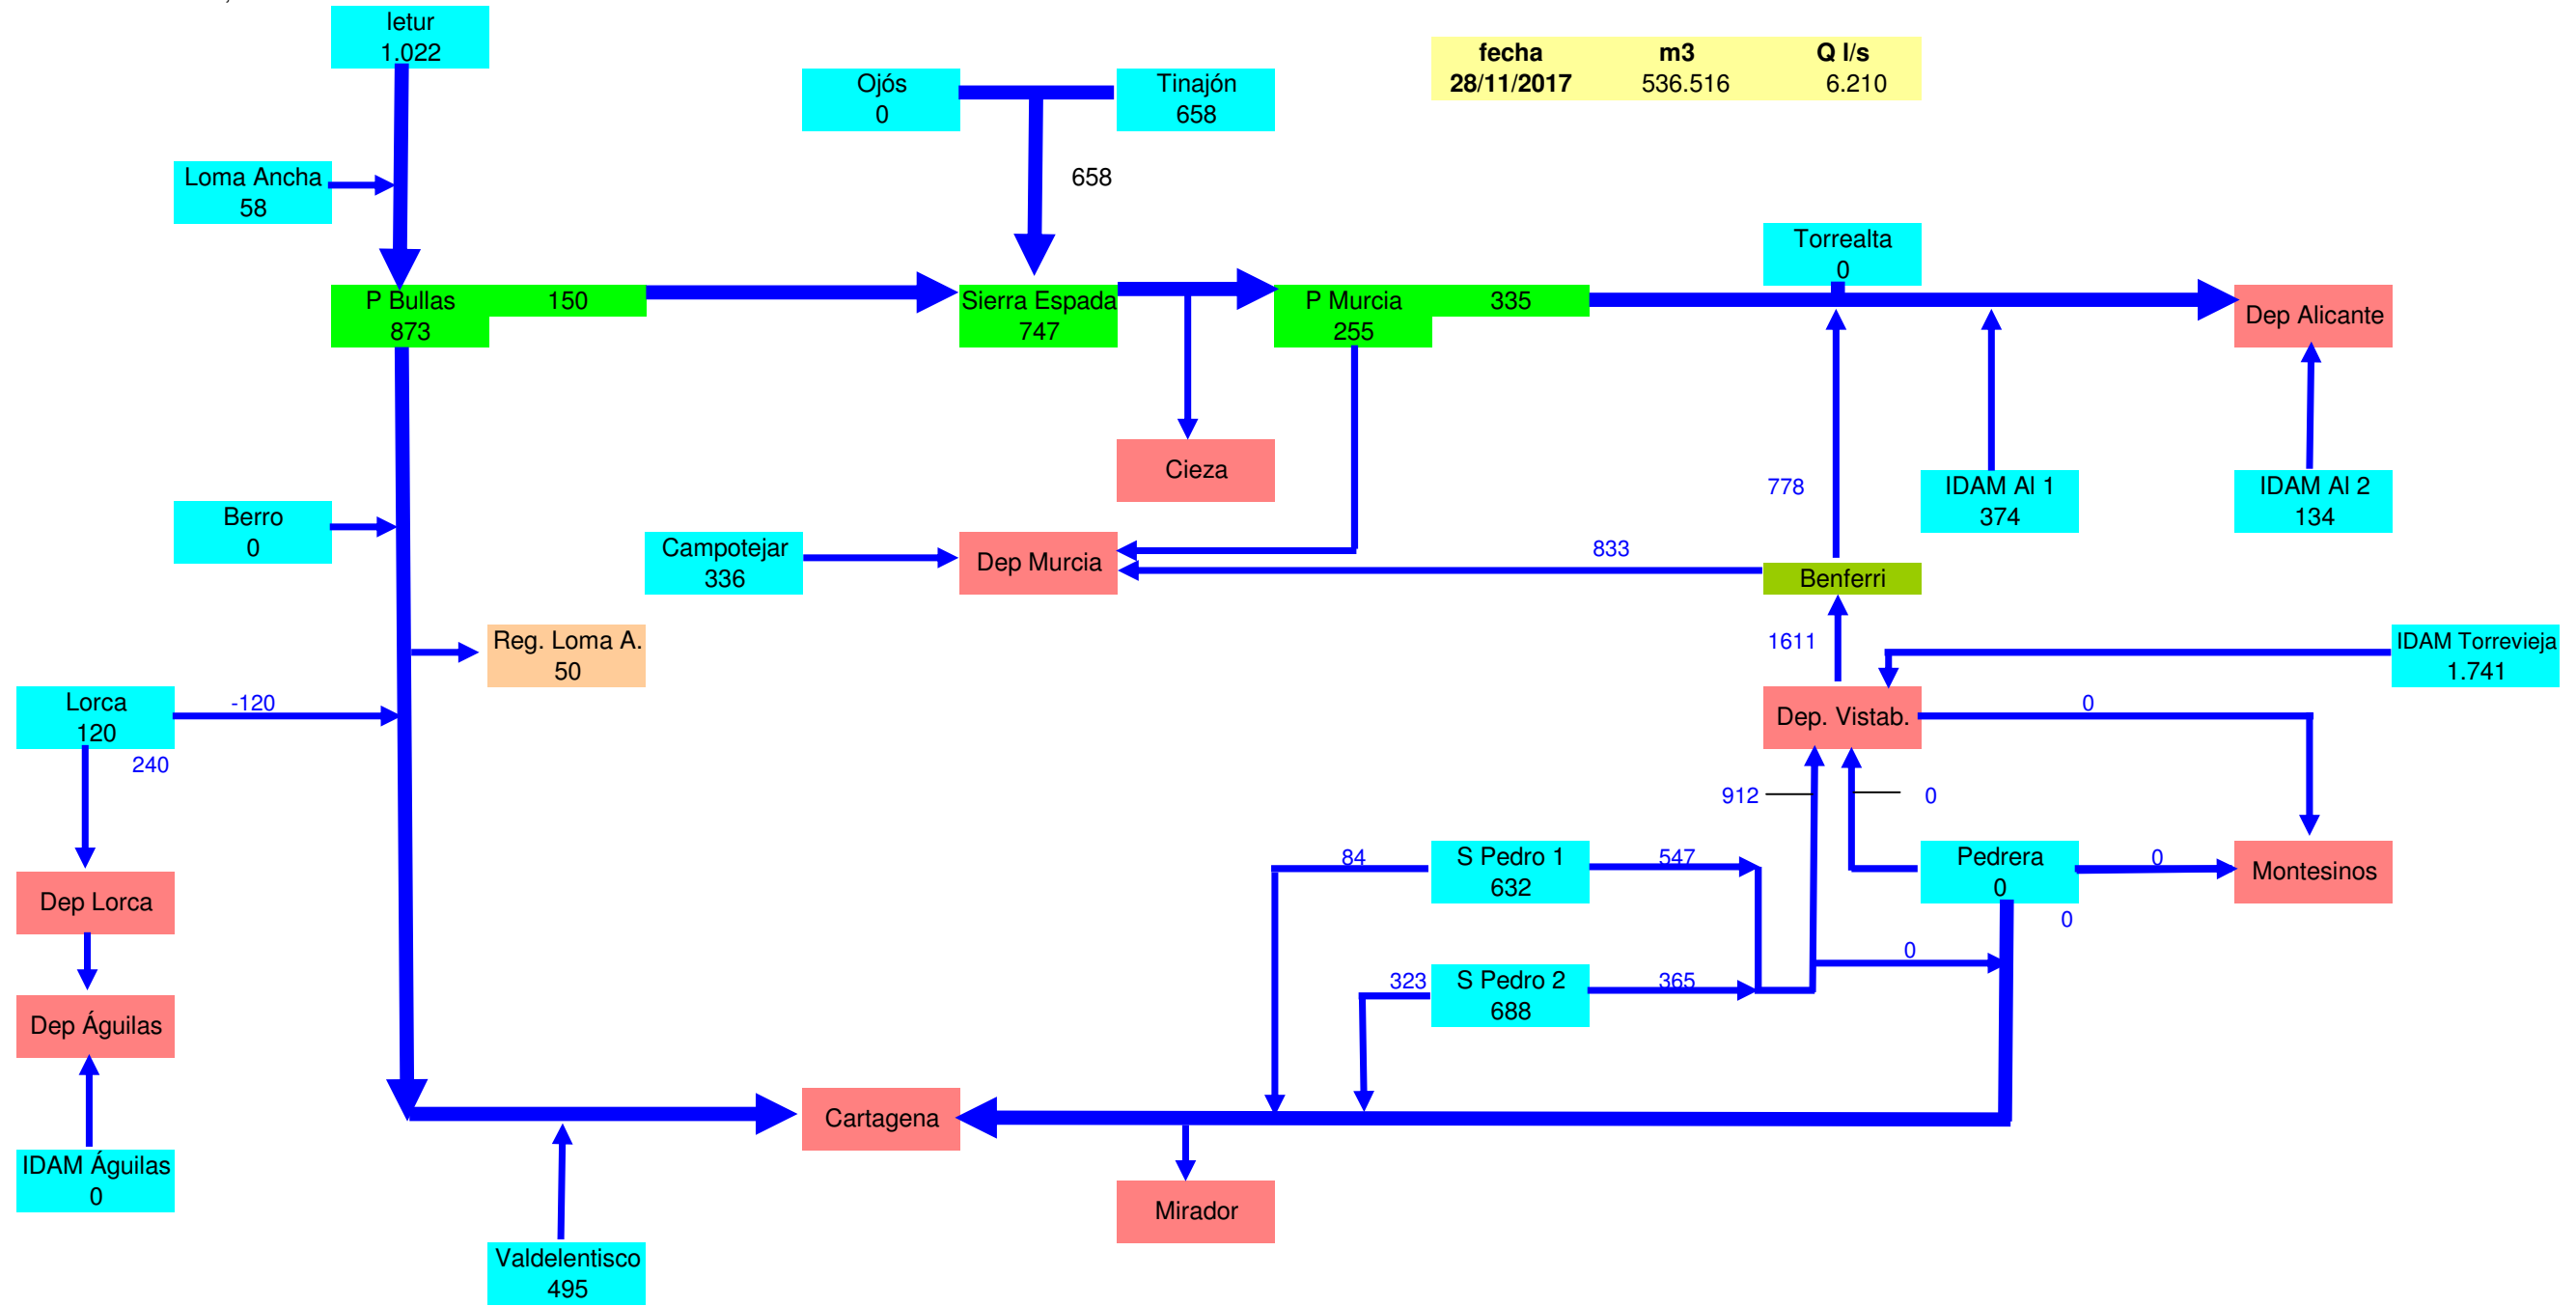 letur
1.022
fecha m3 Q l/s
28/11/2017 536.516 6.210
Ojós
0
Tinajón
658
658
Loma Ancha
58
Torrealta
0
P Bullas 150
873
Sierra Espada
747
P Murcia 335
255
Dep Alicante
Cieza
778
IDAM Al 1
374
IDAM Al 2
134
Berro
0
Campotejar
336
Dep Murcia
833
Benferri
1611
Reg. Loma A.
50
IDAM Torrevieja
1.741
Lorca
120
-120
240
Dep. Vistab.
0
912
0
84
S Pedro 1
632
547
Pedrera
0
0
0
Montesinos
Dep Lorca
0
323
S Pedro 2
688
365
Dep Águilas
Cartagena
IDAM Águilas
0
Mirador
Valdelentisco
495